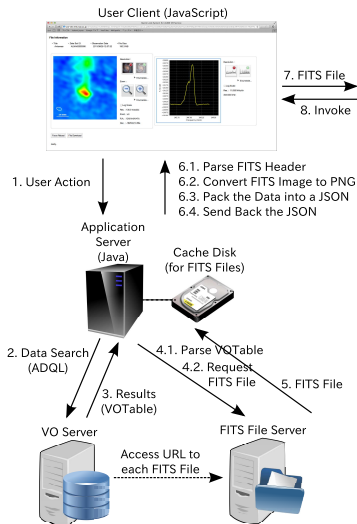 User Client (JavaScript)
7. FITS File
8. Invoke
1. User Action
6.1. Parse FITS Header
6.2. Convert FITS Image to PNG
6.3. Pack the Data into a JSON
6.4. Send Back the JSON
Application
Server
(Java)
Cache Disk
(for FITS Files)
2. Data Search
(ADQL)
3. Results
(VOTable)
4.1. Parse VOTable
4.2. Request
FITS File
5. FITS File
VO Server
FITS File Server
Access URL to
each FITS File